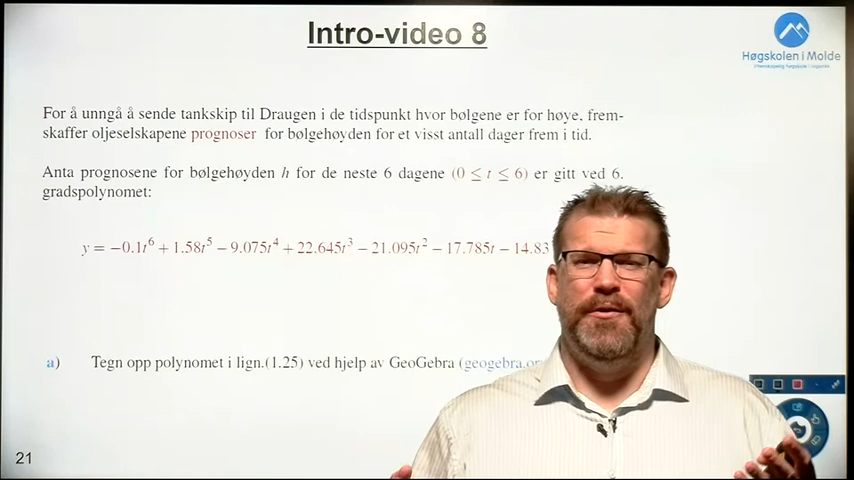 Intro-video 8
Høgskolen i Molde
For å unngå å sende tankskip til Draugen i de tidspunkt hvor bølgene er for høye, frem-
skaffer oljeselskapene prognoser for bølgehøyden for et visst antall dager frem i tid.
Anta prognosene for bølgehøyden h for de neste 6 dagene (0 ≤ t ≤ 6) er gitt ved 6.
gradspolynomet:
y = −0.1t⁶ + 1.58t⁵ − 9.075t⁴ + 22.645t³ − 21.095t² − 17.785t − 14.83
a) Tegn opp polynomet i lign.(1.25) ved hjelp av GeoGebra (geogebra.or
21